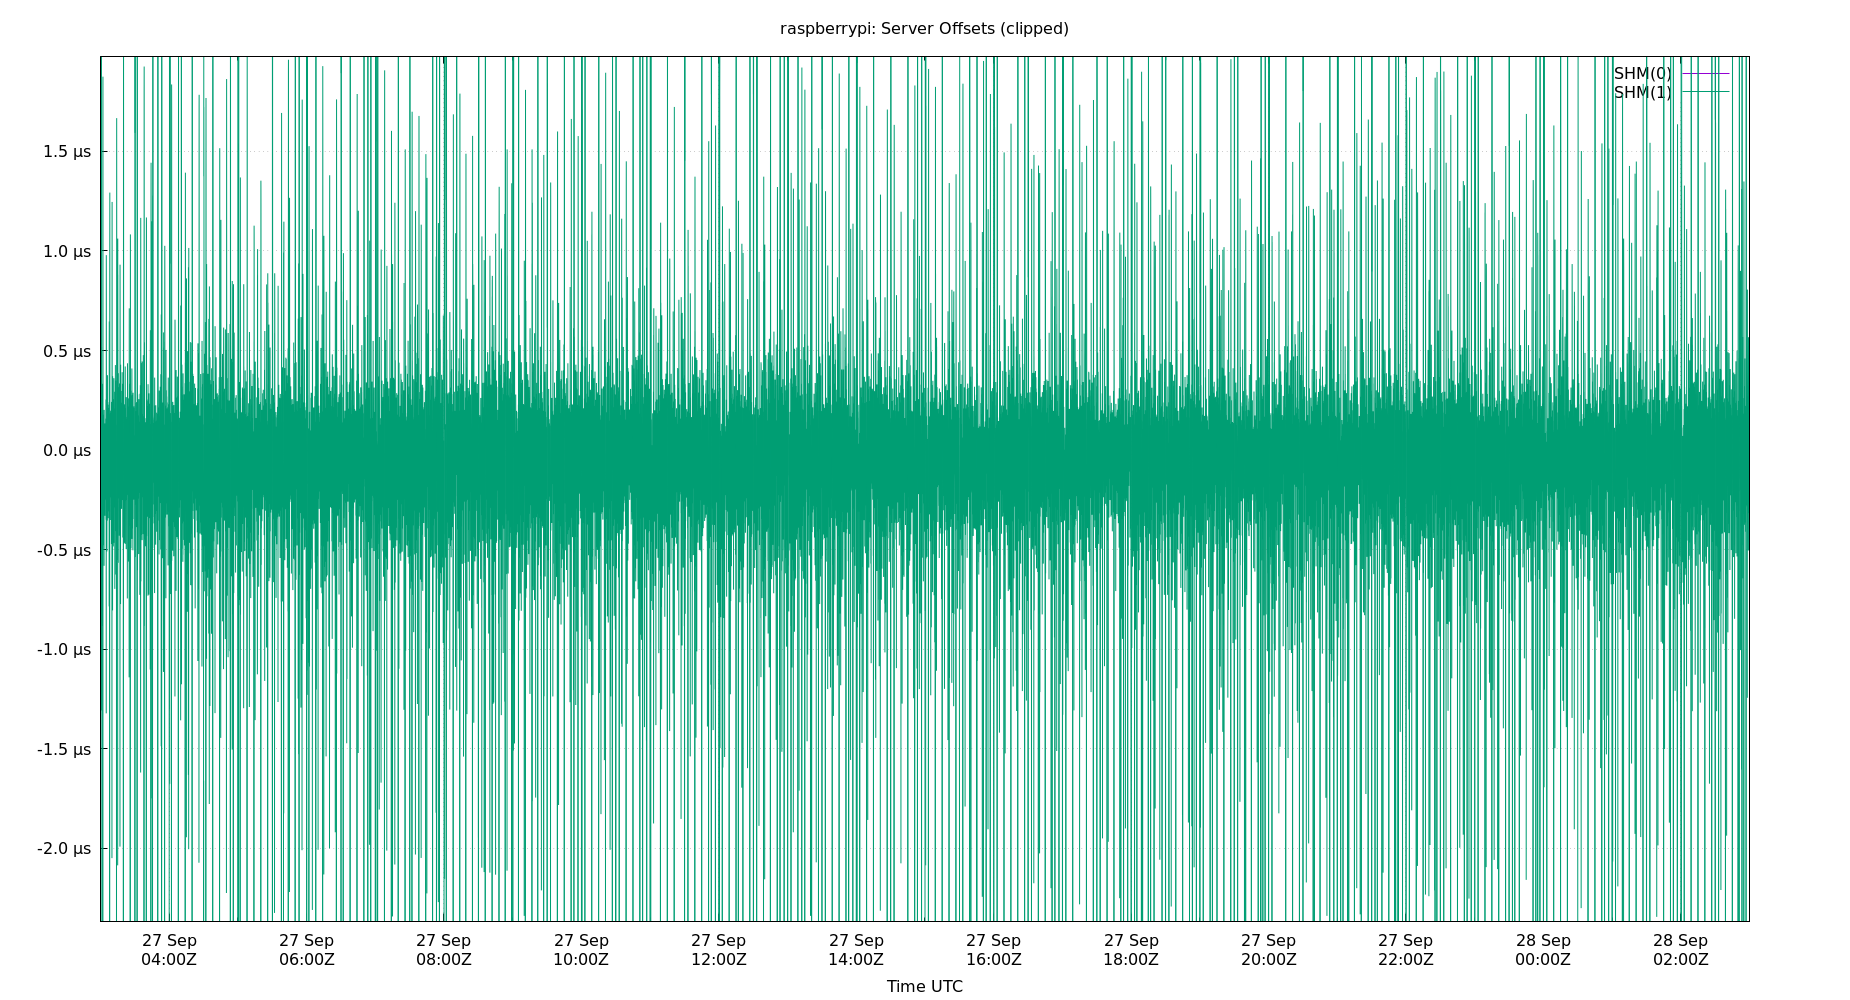 raspberrypi: Server Offsets (clipped)
SHM(0)
SHM(1)
1.5 µs
1.0 µs
0.5 µs
0.0 µs
-0.5 µs
-1.0 µs
-1.5 µs
-2.0 µs
27 Sep 27 Sep 27 Sep 27 Sep 27 Sep 27 Sep 27 Sep 27 Sep 27 Sep 27 Sep 28 Sep 28 Sep
04:00Z 06:00Z 08:00Z 10:00Z 12:00Z 14:00Z 16:00Z 18:00Z 20:00Z 22:00Z 00:00Z 02:00Z
Time UTC